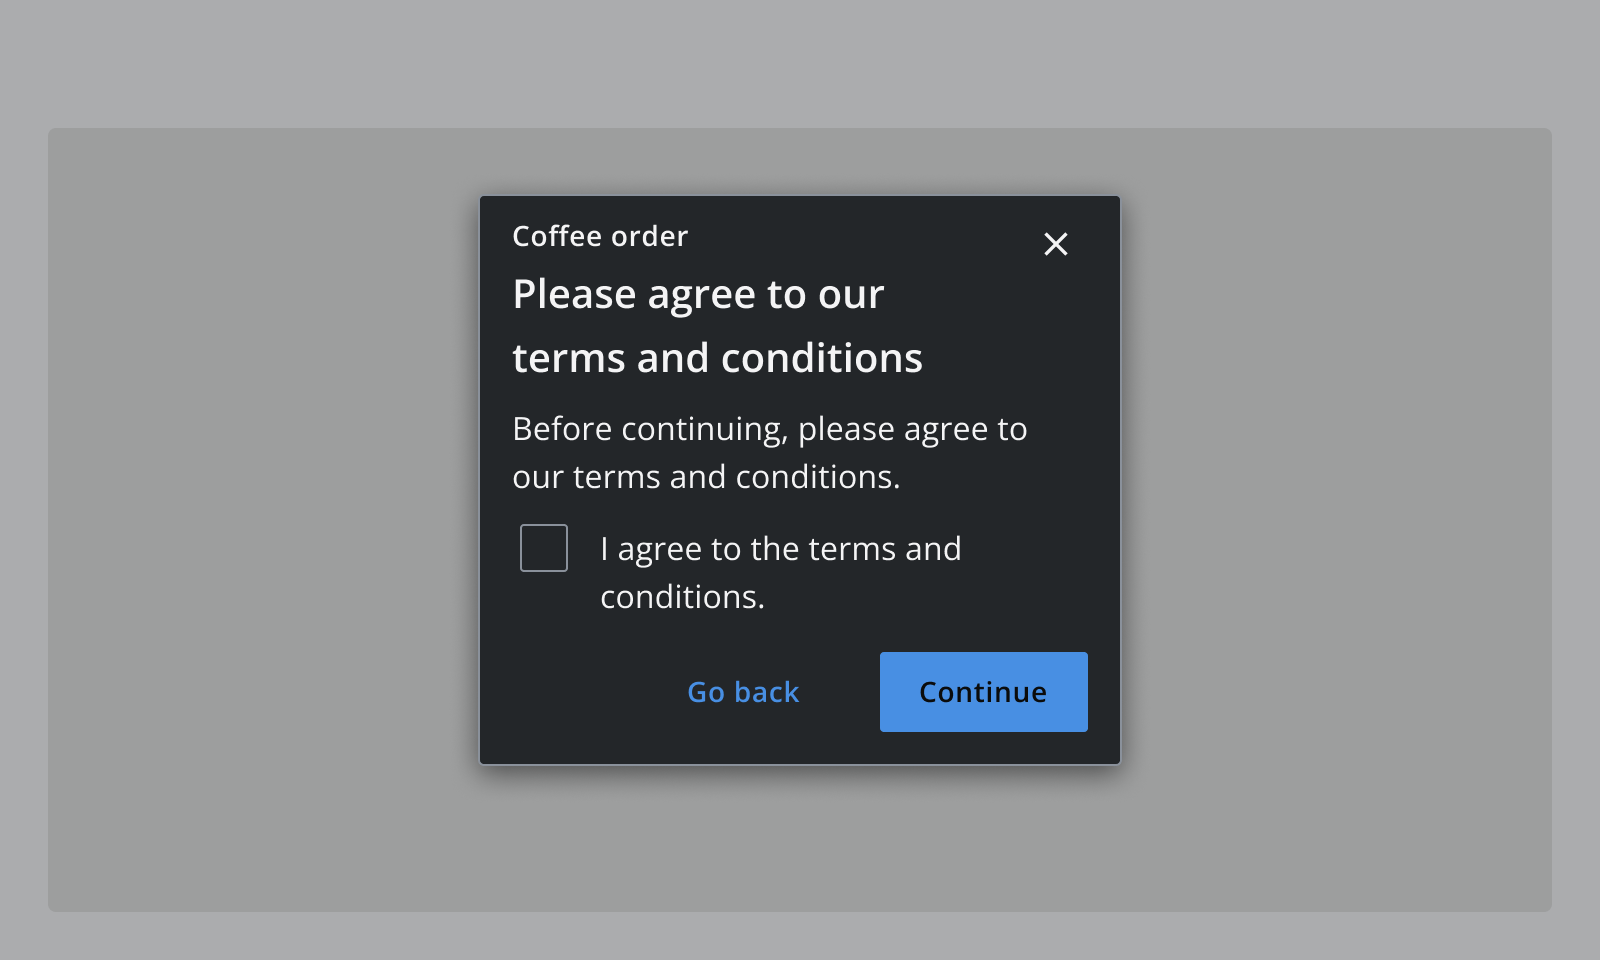 Coffee order
Please agree to our
terms and conditions
Before continuing, please agree to
our terms and conditions.
I agree to the terms and
conditions.
Go back
Continue